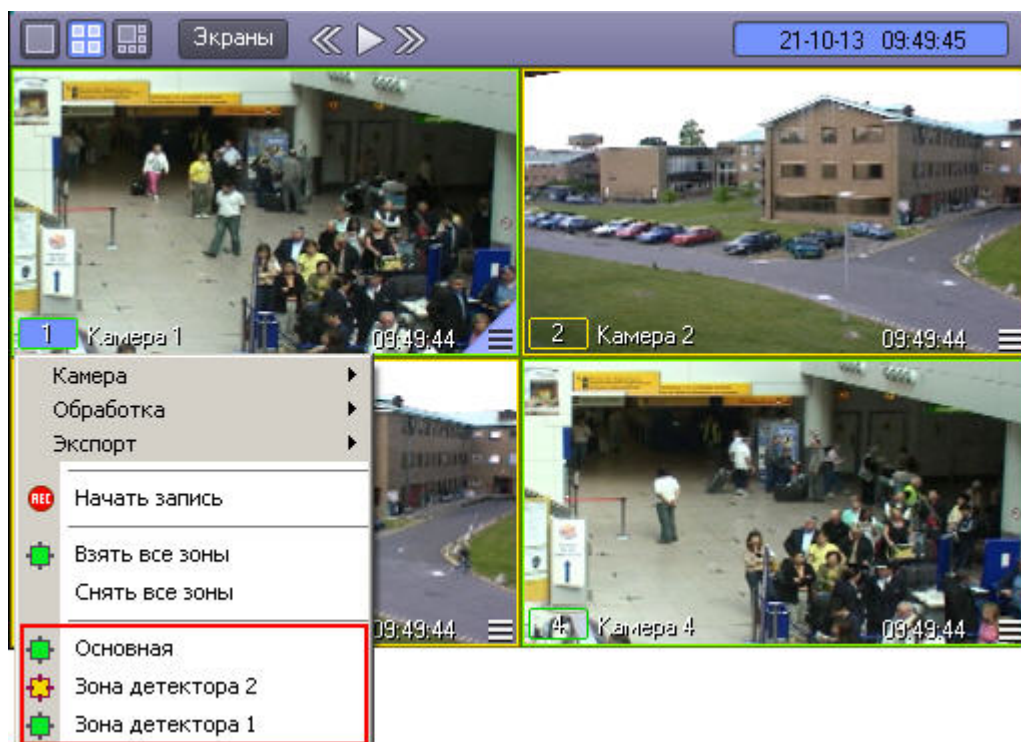 Экраны
21-10-13 09:49:45
1 Камера 1 09:49:44
2 Камера 2 09:49:44
Камера
Обработка
Экспорт
REC Начать запись
Взять все зоны
Снять все зоны
Основная
Зона детектора 2
Зона детектора 1
09:49:44
4 Камера 4 09:49:44